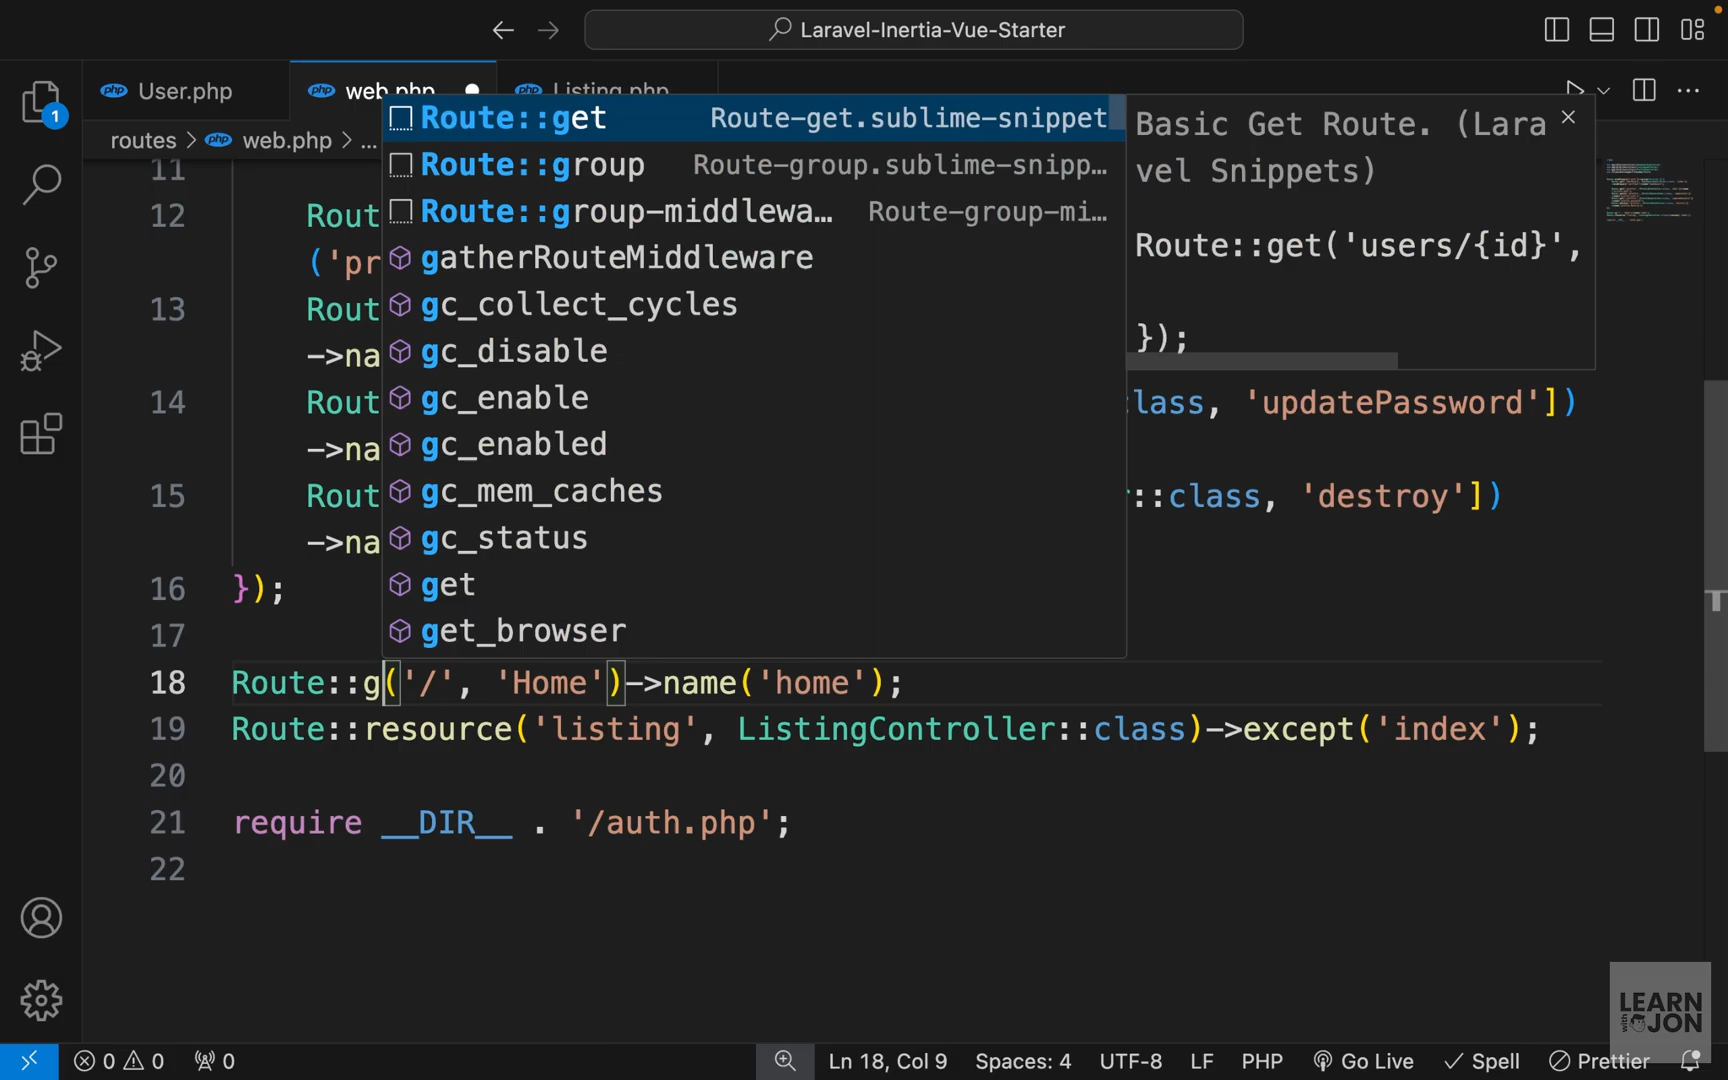 Laravel-Inertia-Vue-Starter
User.php
web.php
Listing.php
routes > web.php > ...
1
Route::get Route-get.sublime-snippet
Route::group Route-group.sublime-snipp…
Route::group-middlewa… Route-group-mi…
gatherRouteMiddleware
gc_collect_cycles
gc_disable
gc_enable
gc_enabled
gc_mem_caches
gc_status
get
get_browser
Basic Get Route. (Lara
vel Snippets)
Route::get('users/{id}',
});
11
12 Rout
('pr
13 Rout
->na
14 Rout class, 'updatePassword'])
->na
15 Rout ::class, 'destroy'])
->na
16 });
17
18 Route::g('/', 'Home')->name('home');
19 Route::resource('listing', ListingController::class)->except('index');
20
21 require __DIR__ . '/auth.php';
22
LEARN
with JON
0 0 0 Ln 18, Col 9 Spaces: 4 UTF-8 LF PHP Go Live Spell Prettier